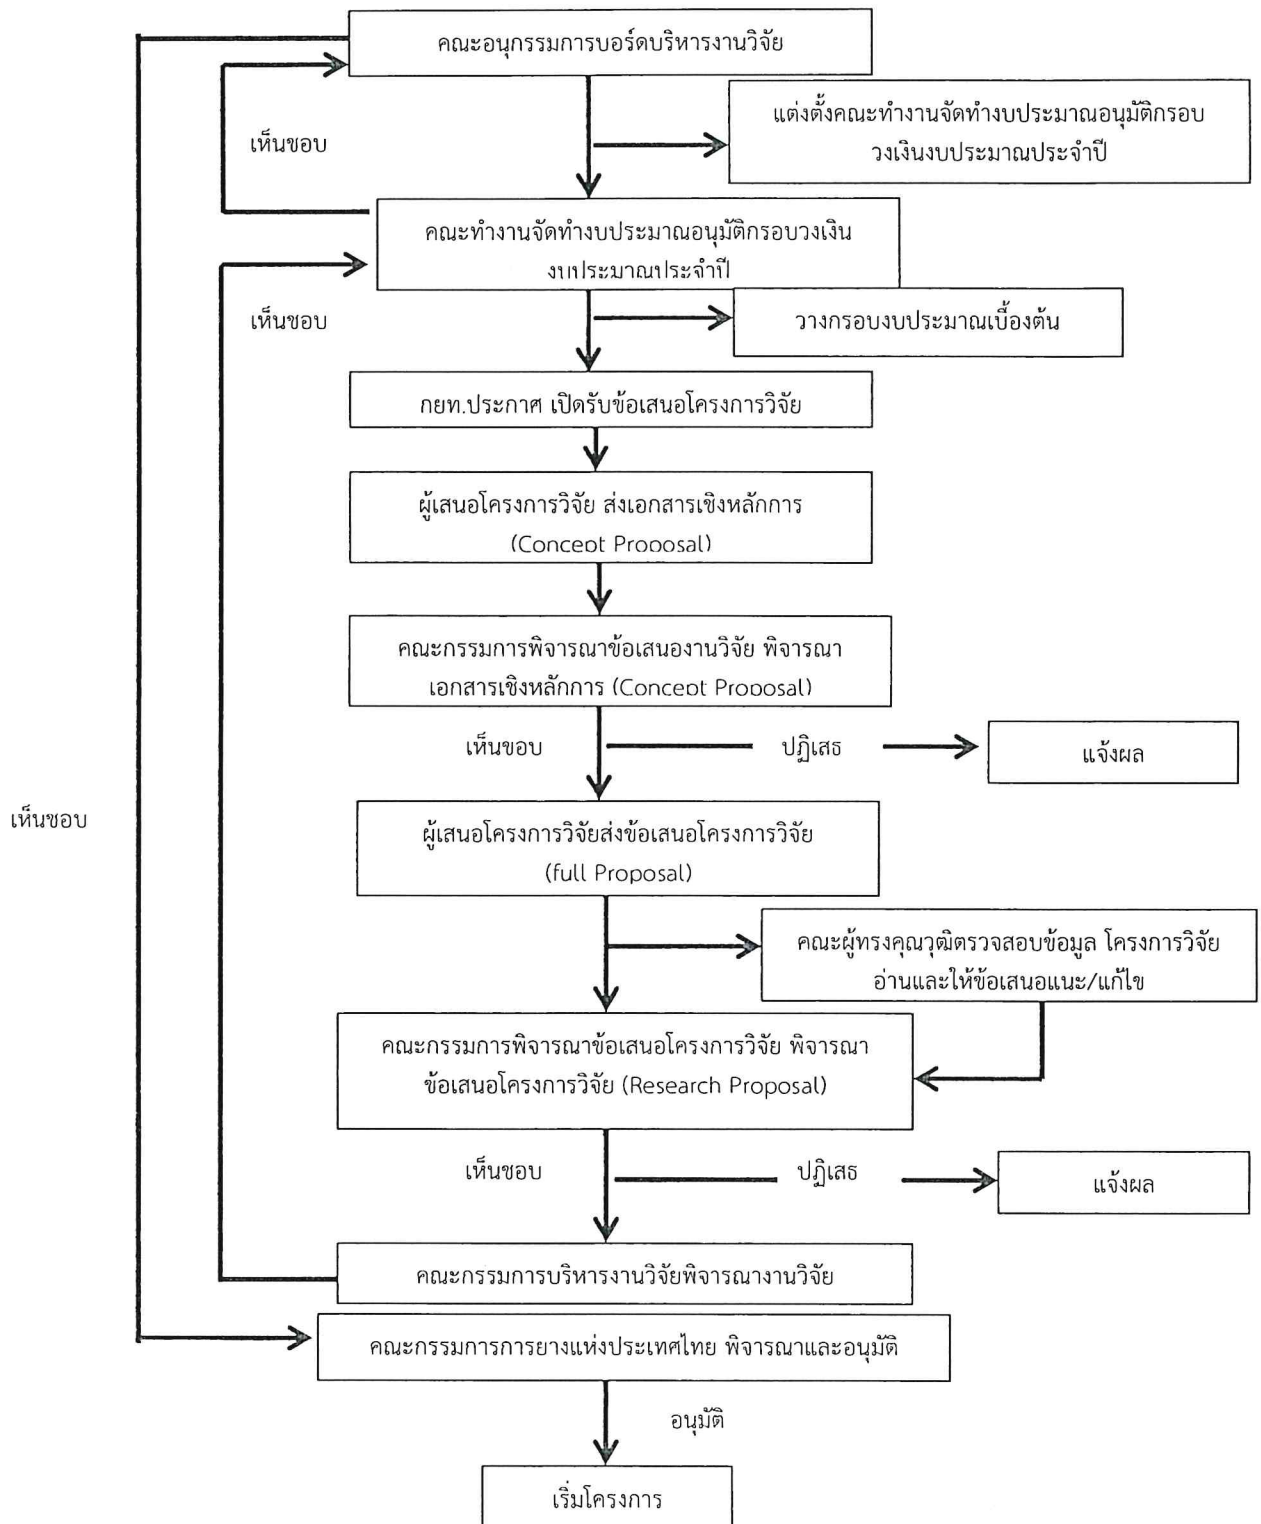 คณะอนุกรรมการบอร์ดบริหารงานวิจัย
แต่งตั้งคณะทำงานจัดทำงบประมาณอนุมัติกรอบ
วงเงินงบประมาณประจำปี
เห็นชอบ
คณะทำงานจัดทำงบประมาณอนุมัติกรอบวงเงิน
งบประมาณประจำปี
เห็นชอบ
วางกรอบงบประมาณเบื้องต้น
กยท.ประกาศ เปิดรับข้อเสนอโครงการวิจัย
ผู้เสนอโครงการวิจัย ส่งเอกสารเชิงหลักการ
(Concept Proposal)
คณะกรรมการพิจารณาข้อเสนองานวิจัย พิจารณา
เอกสารเชิงหลักการ (Concept Proposal)
เห็นชอบ
ปฏิเสธ
แจ้งผล
เห็นชอบ
ผู้เสนอโครงการวิจัยส่งข้อเสนอโครงการวิจัย
(full Proposal)
คณะผู้ทรงคุณวุฒิตรวจสอบข้อมูล โครงการวิจัย
อ่านและให้ข้อเสนอแนะ/แก้ไข
คณะกรรมการพิจารณาข้อเสนอโครงการวิจัย พิจารณา
ข้อเสนอโครงการวิจัย (Research Proposal)
เห็นชอบ
ปฏิเสธ
แจ้งผล
คณะกรรมการบริหารงานวิจัยพิจารณางานวิจัย
คณะกรรมการการยางแห่งประเทศไทย พิจารณาและอนุมัติ
อนุมัติ
เริ่มโครงการ